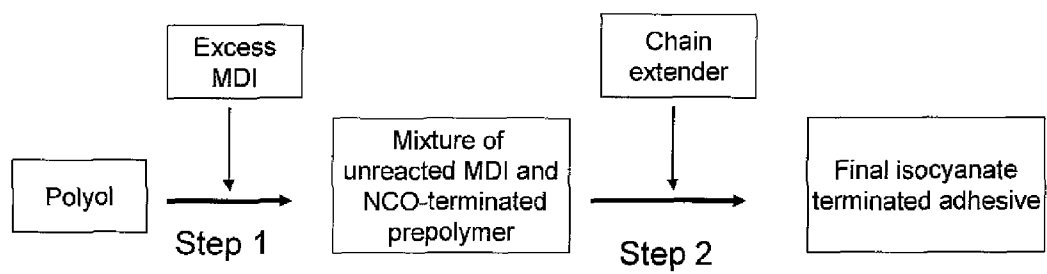 Excess
MDI
Chain
extender
Polyol
Step 1
Mixture of
unreacted MDI and
NCO-terminated
prepolymer
Step 2
Final isocyanate
terminated adhesive